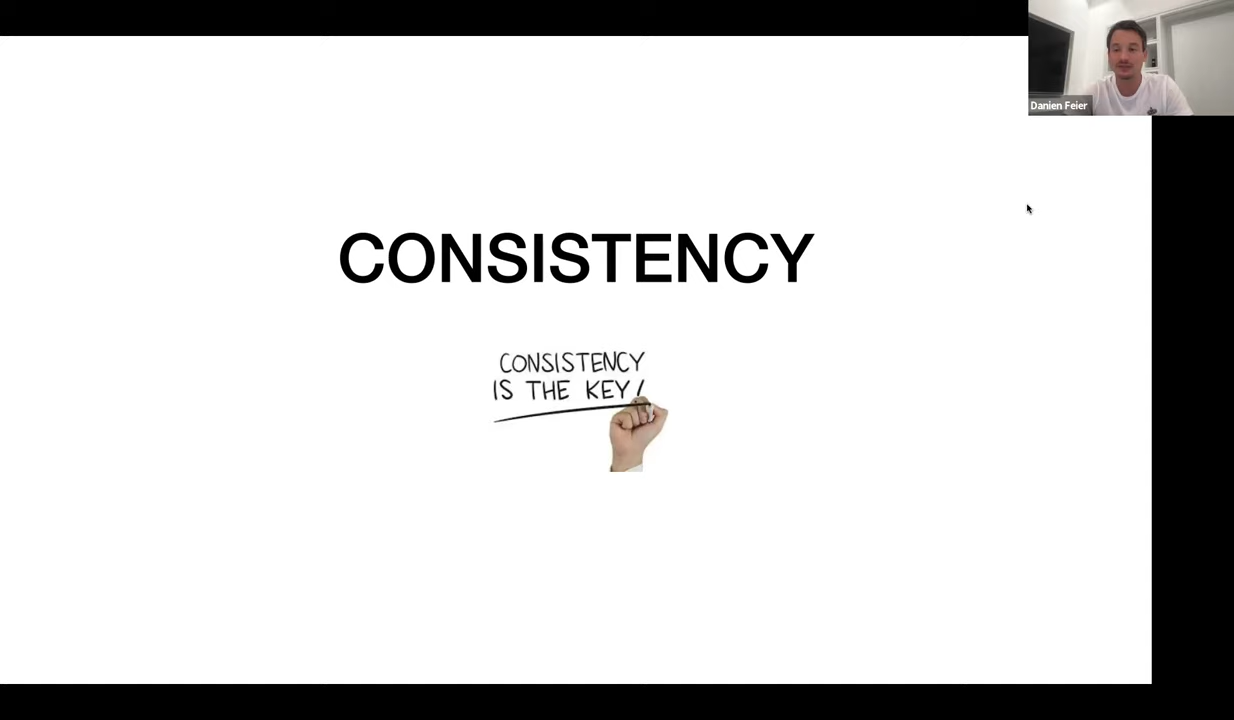 Danien Feier
CONSISTENCY
CONSISTENCY
IS THE KEY!